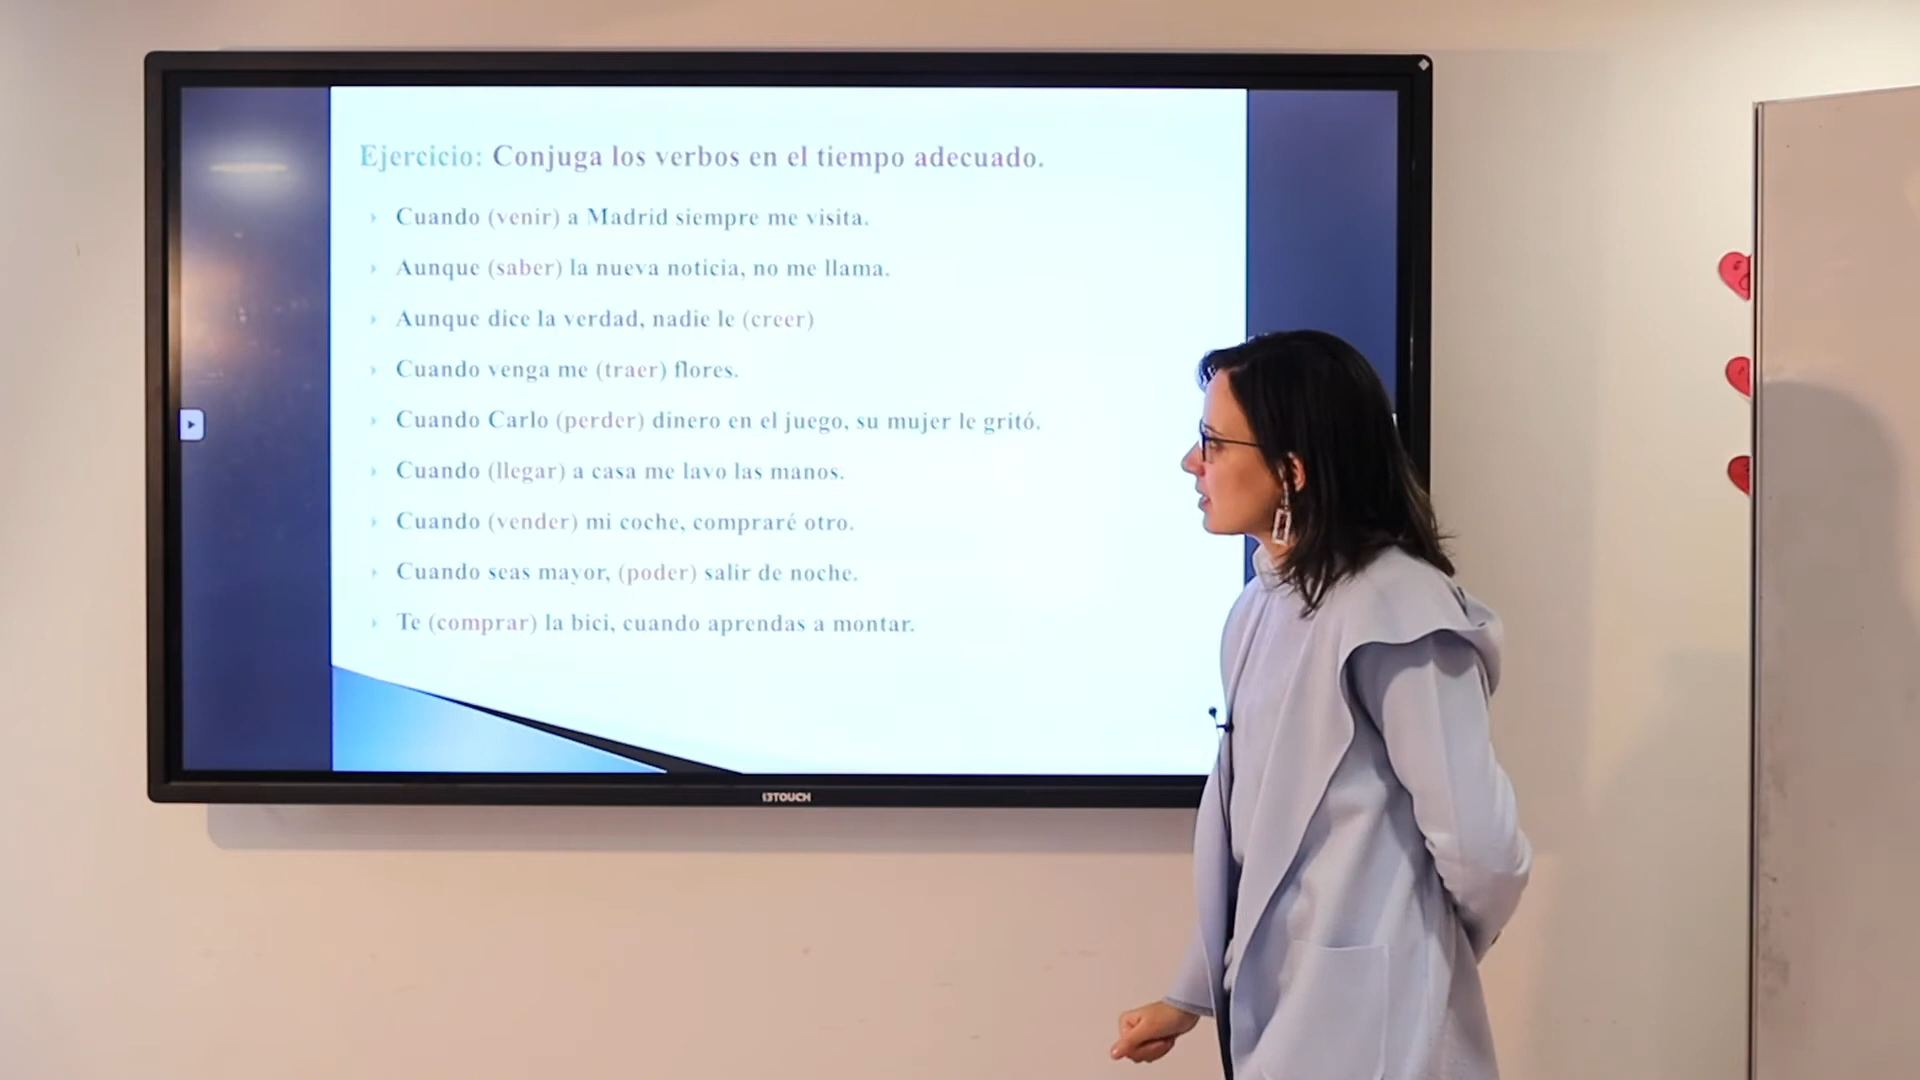 Ejercicio: Conjuga los verbos en el tiempo adecuado.
Cuando (venir) a Madrid siempre me visita.
Aunque (saber) la nueva noticia, no me llama.
Aunque dice la verdad, nadie le (creer)
Cuando venga me (traer) flores.
Cuando Carlo (perder) dinero en el juego, su mujer le gritó.
Cuando (llegar) a casa me lavo las manos.
Cuando (vender) mi coche, compraré otro.
Cuando seas mayor, (poder) salir de noche.
Te (comprar) la bici, cuando aprendas a montar.
i3TOUCH